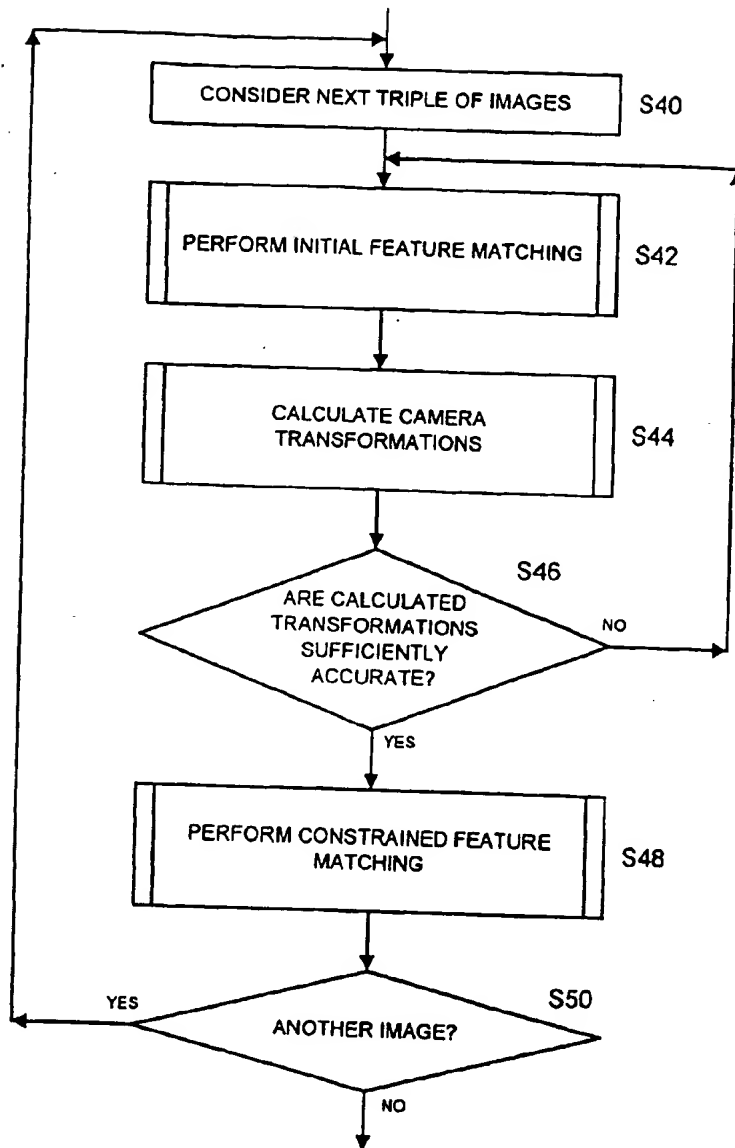 CONSIDER NEXT TRIPLE OF IMAGES
S40
PERFORM INITIAL FEATURE MATCHING
S42
CALCULATE CAMERA
TRANSFORMATIONS
S44
S46
ARE CALCULATED
TRANSFORMATIONS
SUFFICIENTLY
ACCURATE?
NO
YES
PERFORM CONSTRAINED FEATURE
MATCHING
S48
YES
S50
ANOTHER IMAGE?
NO